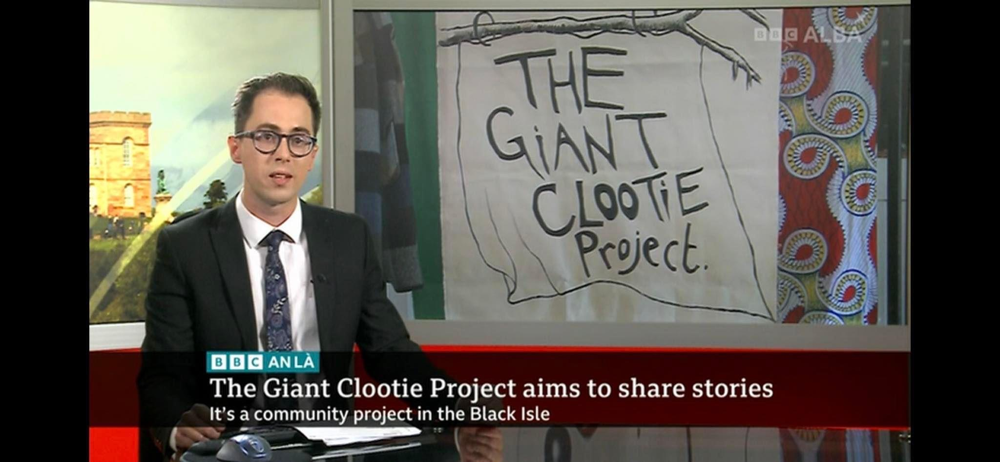 BBC ALBA
THE
GiANT
CLOOTiE
Project.
BBC AN LÀ
The Giant Clootie Project aims to share stories
It's a community project in the Black Isle